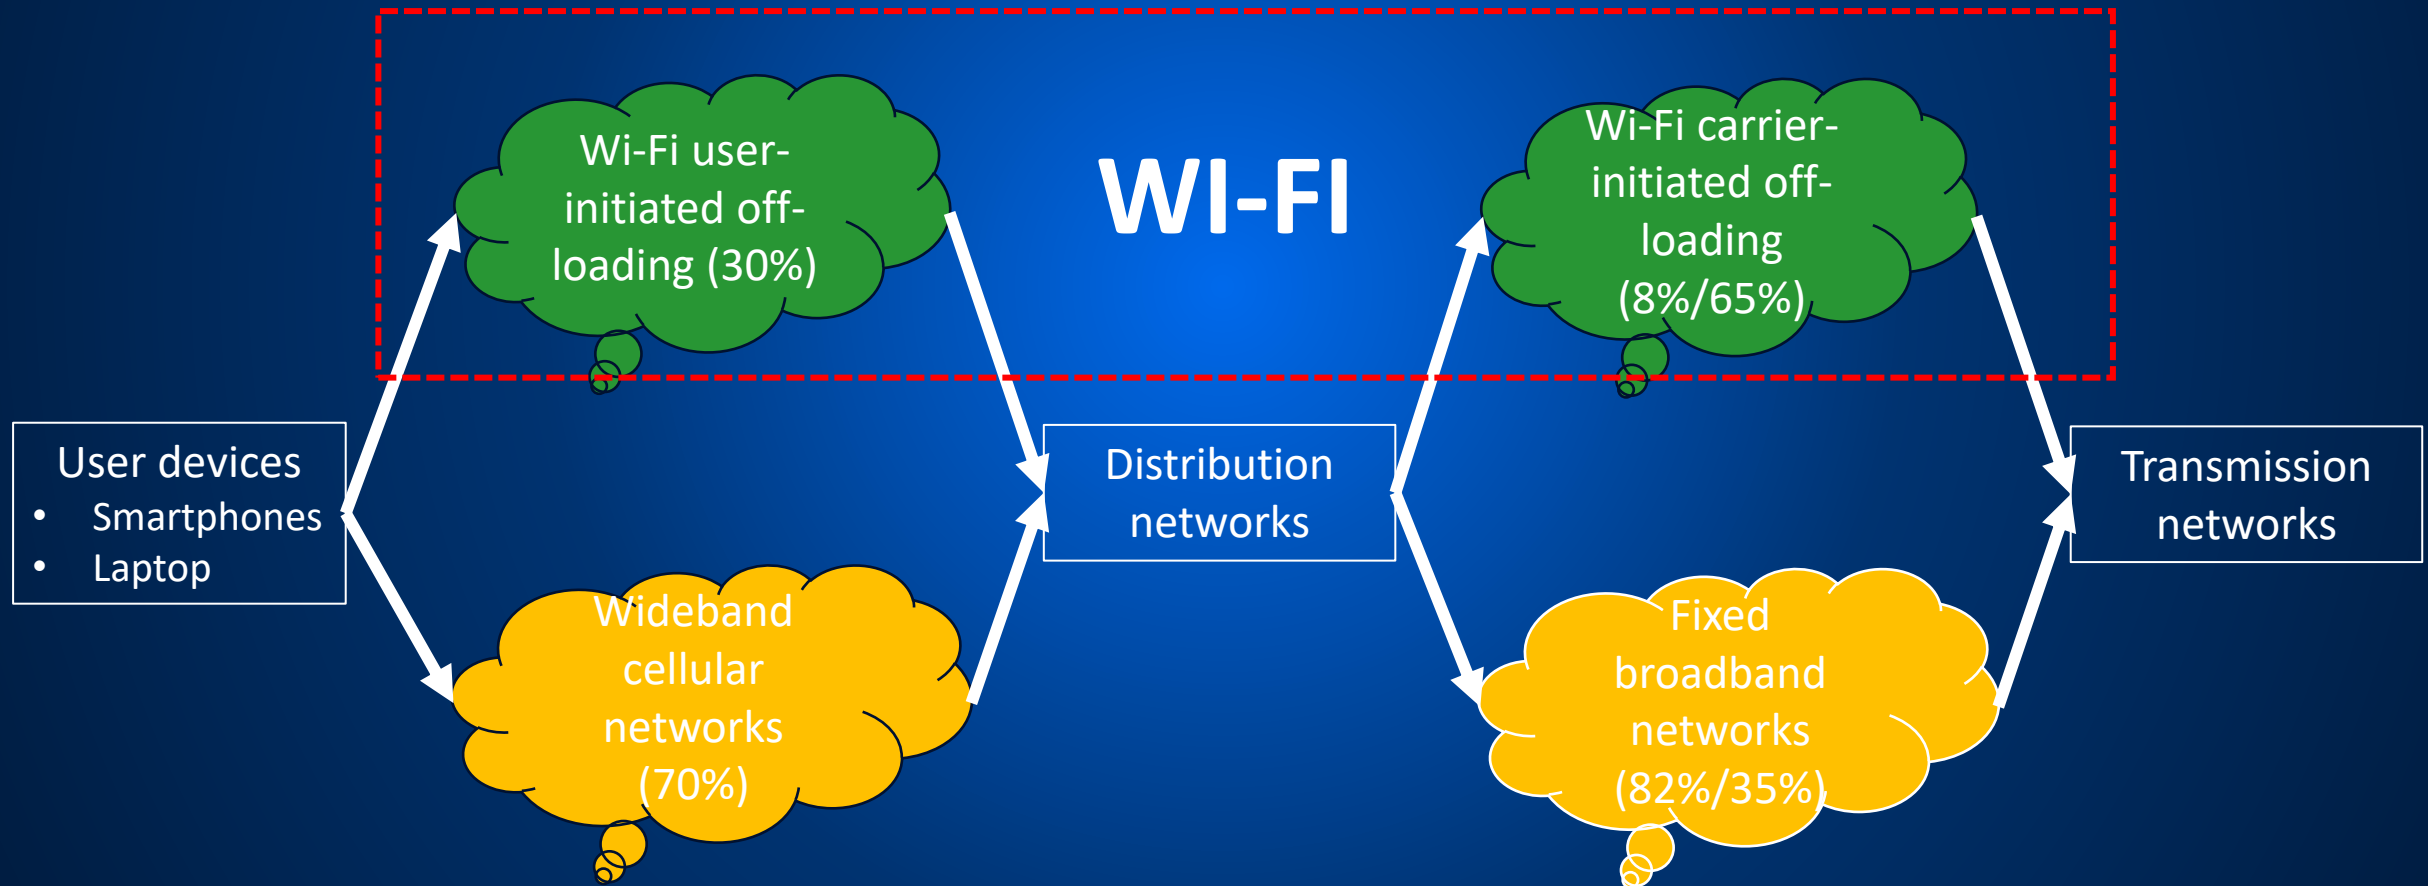 Wi-Fi user-
initiated off-
loading (30%)
WI-FI
Wi-Fi carrier-
initiated off-
loading
(8%/65%)
User devices
• Smartphones
• Laptop
Distribution
networks
Transmission
networks
Wideband
cellular
networks
(70%)
Fixed
broadband
networks
(82%/35%)